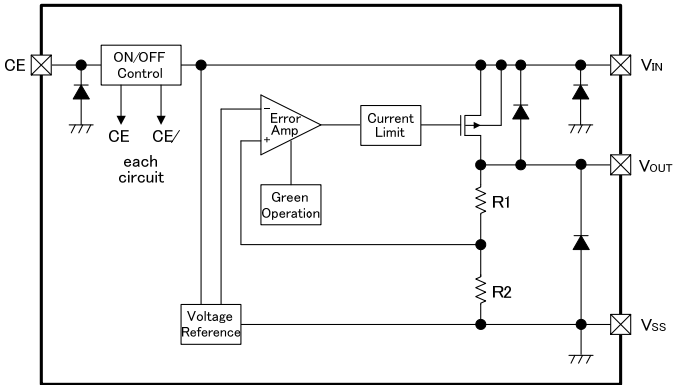 CE
ON/OFF
Control
VIN
CE
CE/
each
circuit
−
Error
Amp
+
Current
Limit
Green
Operation
VOUT
R1
R2
Voltage
Reference
VSS